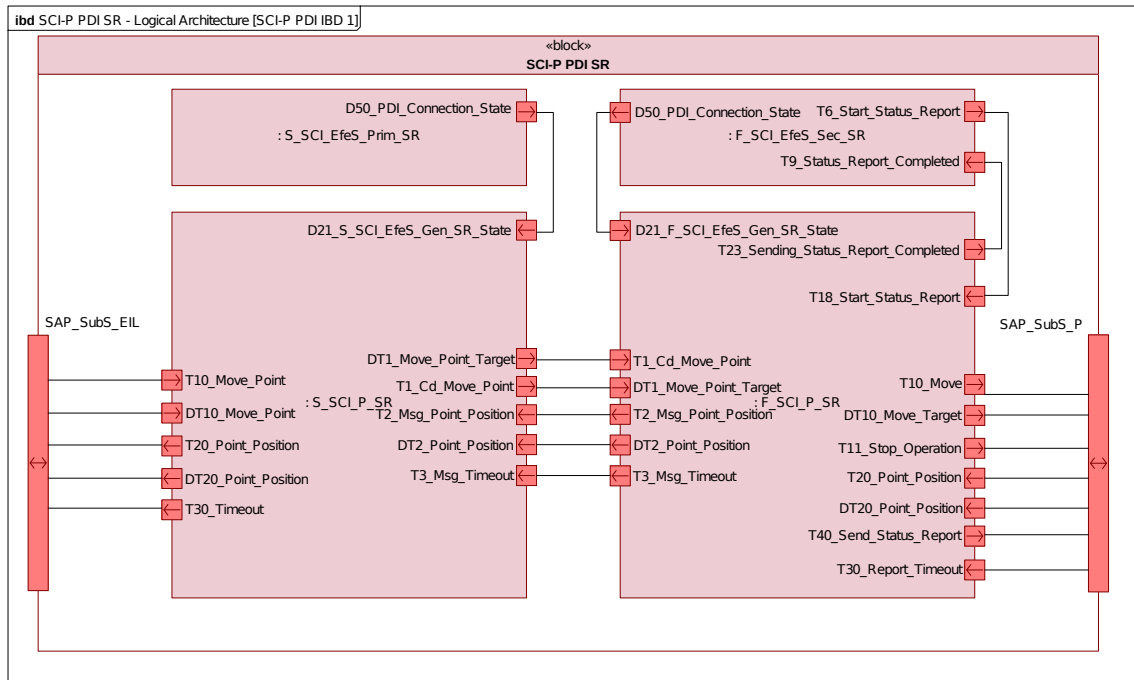 ibd SCI-P PDI SR - Logical Architecture [SCI-P PDI IBD 1]
«block»
SCI-P PDI SR
D50_PDI_Connection_State
: S_SCI_EfeS_Prim_SR
D50_PDI_Connection_State
T6_Start_Status_Report
: F_SCI_EfeS_Sec_SR
T9_Status_Report_Completed
D21_S_SCI_EfeS_Gen_SR_State
D21_F_SCI_EfeS_Gen_SR_State
T23_Sending_Status_Report_Completed
T18_Start_Status_Report
SAP_SubS_EIL
SAP_SubS_P
T10_Move_Point
DT10_Move_Point
T20_Point_Position
DT20_Point_Position
T30_Timeout
: S_SCI_P_SR
DT1_Move_Point_Target
T1_Cd_Move_Point
T2_Msg_Point_Position
DT2_Point_Position
T3_Msg_Timeout
T1_Cd_Move_Point
DT1_Move_Point_Target
T2_Msg_Point_Position
DT2_Point_Position
T3_Msg_Timeout
: F_SCI_P_SR
T10_Move
DT10_Move_Target
T11_Stop_Operation
T20_Point_Position
DT20_Point_Position
T40_Send_Status_Report
T30_Report_Timeout